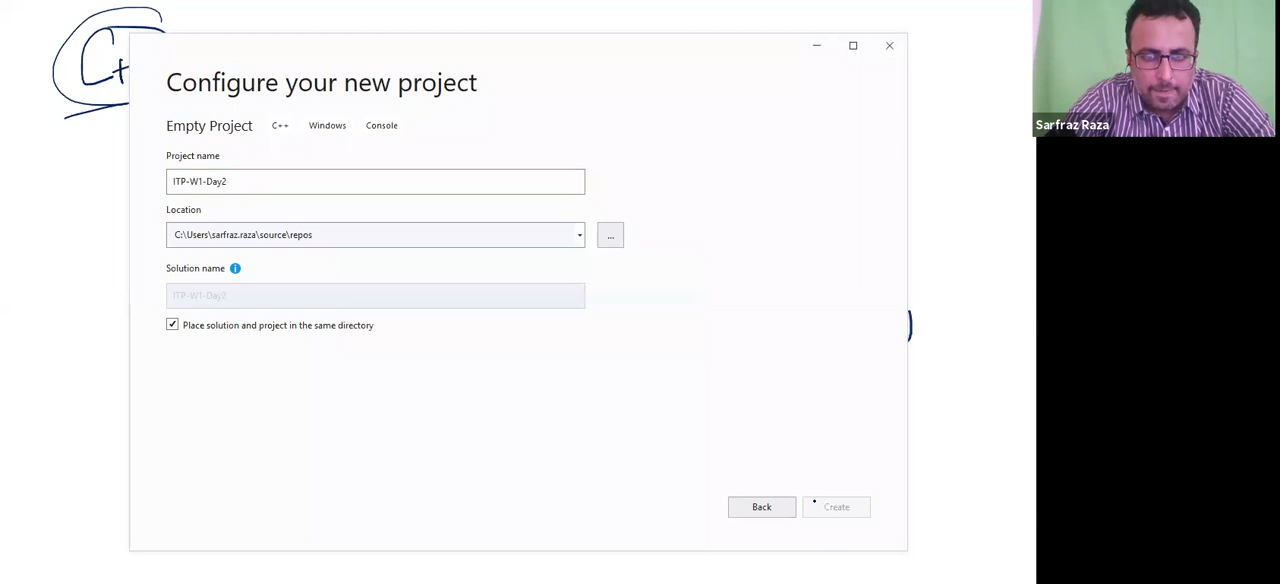 C+
Configure your new project
Empty Project C++ Windows Console
Project name
ITP-W1-Day2
Location
C:\Users\sarfraz.raza\source\repos
...
Solution name
ITP-W1-Day2
Place solution and project in the same directory
Back Create
Sarfraz Raza